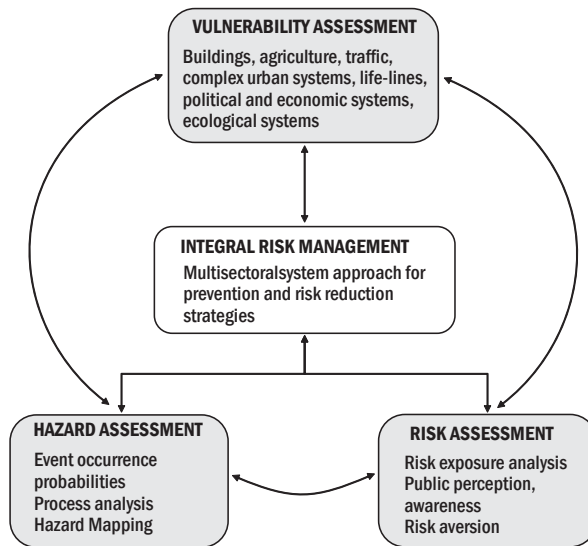 VULNERABILITY ASSESSMENT
Buildings, agriculture, traffic,
complex urban systems, life-lines,
political and economic systems,
ecological systems
INTEGRAL RISK MANAGEMENT
Multisectoralsystem approach for
prevention and risk reduction
strategies
HAZARD ASSESSMENT
Event occurrence
probabilities
Process analysis
Hazard Mapping
RISK ASSESSMENT
Risk exposure analysis
Public perception,
awareness
Risk aversion